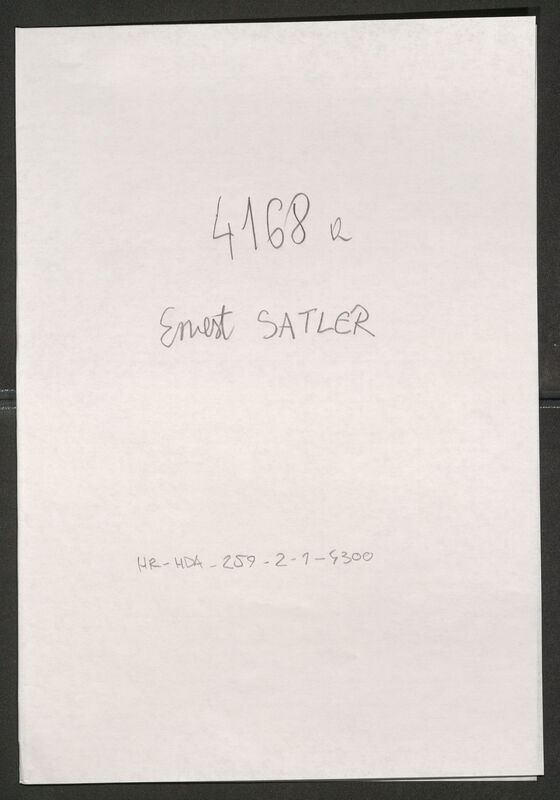 4168 a
Ernest SATLER
HR-HDA-259-2-1-4300